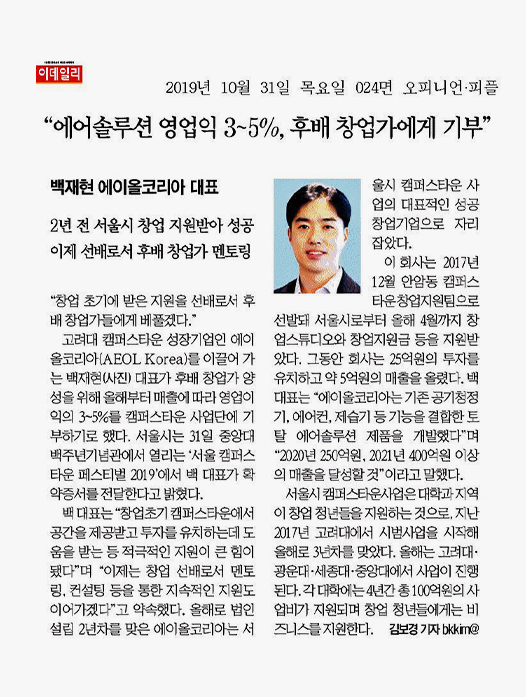 이데일리
2019년 10월 31일 목요일 024면 오피니언·피플
“에어솔루션 영업익 3~5%, 후배 창업가에게 기부”
백재현 에이올코리아 대표
2년 전 서울시 창업 지원받아 성공
이제 선배로서 후배 창업가 멘토링
“창업 초기에 받은 지원을 선배로서 후
배 창업가들에게 베풀겠다.”
고려대 캠퍼스타운 성장기업인 에이
올코리아(AEOL Korea)를 이끌어 가
는 백재현(사진) 대표가 후배 창업가 양
성을 위해 올해부터 매출에 따라 영업이
익의 3~5%를 캠퍼스타운 사업단에 기
부하기로 했다. 서울시는 31일 중앙대
백주년기념관에서 열리는 ‘서울 캠퍼스
타운 페스티벌 2019’에서 백 대표가 확
약증서를 전달한다고 밝혔다.
백 대표는 “창업초기 캠퍼스타운에서
공간을 제공받고 투자를 유치하는데 도
움을 받는 등 적극적인 지원이 큰 힘이
됐다”며 “이제는 창업 선배로서 멘토
링, 컨설팅 등을 통한 지속적인 지원도
이어가겠다”고 약속했다. 올해로 법인
설립 2년차를 맞은 에이올코리아는 서
울시 캠퍼스타운 사
업의 대표적인 성공
창업기업으로 자리
잡았다.
이 회사는 2017년
12월 안암동 캠퍼스
타운창업지원팀으로
선발돼 서울시로부터 올해 4월까지 창
업스튜디오와 창업지원금 등을 지원받
았다. 그동안 회사는 25억원의 투자를
유치하고 약 5억원의 매출을 올렸다. 백
대표는 “에이올코리아는 기존 공기청정
기, 에어컨, 제습기 등 기능을 결합한 토
탈 에어솔루션 제품을 개발했다”며
“2020년 250억원, 2021년 400억원 이상
의 매출을 달성할 것”이라고 말했다.
서울시 캠퍼스타운사업은 대학과 지역
이 창업 청년들을 지원하는 것으로, 지난
2017년 고려대에서 시범사업을 시작해
올해로 3년차를 맞았다. 올해는 고려대·
광운대·세종대·중앙대에서 사업이 진행
된다. 각 대학에는 4년간 총 100억원의 사
업비가 지원되며 창업 청년들에게는 비
즈니스를 지원한다. 김보경 기자 bkkim@